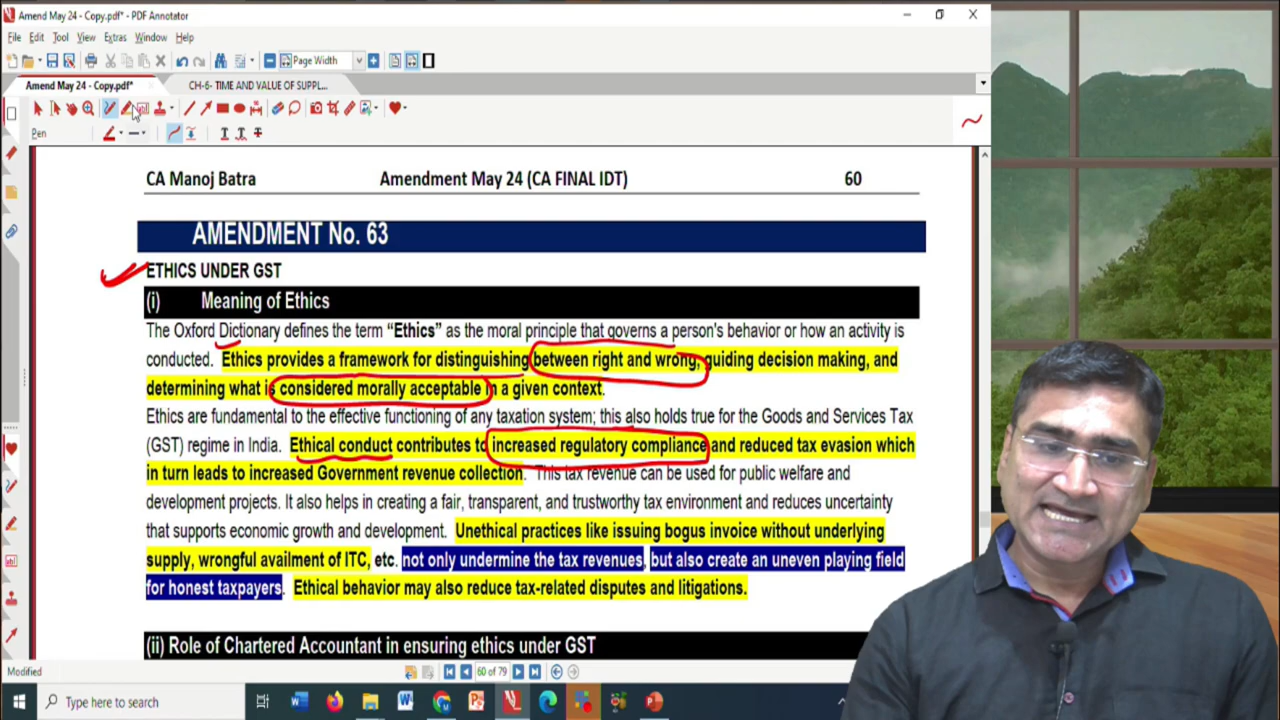 Amend May 24 - Copy.pdf* - PDF Annotator
File Edit Tool View Extras Window Help
Page Width
Amend May 24 - Copy.pdf* CH-6- TIME AND VALUE OF SUPPL...
Pen
CA Manoj Batra Amendment May 24 (CA FINAL IDT) 60
AMENDMENT No. 63
ETHICS UNDER GST
(i) Meaning of Ethics
The Oxford Dictionary defines the term “Ethics” as the moral principle that governs a person's behavior or how an activity is
conducted. Ethics provides a framework for distinguishing between right and wrong, guiding decision making, and
determining what is considered morally acceptable in a given context.
Ethics are fundamental to the effective functioning of any taxation system; this also holds true for the Goods and Services Tax
(GST) regime in India. Ethical conduct contributes to increased regulatory compliance and reduced tax evasion which
in turn leads to increased Government revenue collection. This tax revenue can be used for public welfare and
development projects. It also helps in creating a fair, transparent, and trustworthy tax environment and reduces uncertainty
that supports economic growth and development. Unethical practices like issuing bogus invoice without underlying
supply, wrongful availment of ITC, etc. not only undermine the tax revenues, but also create an uneven playing field
for honest taxpayers. Ethical behavior may also reduce tax-related disputes and litigations.
(ii) Role of Chartered Accountant in ensuring ethics under GST
Modified 60 of 79
Type here to search